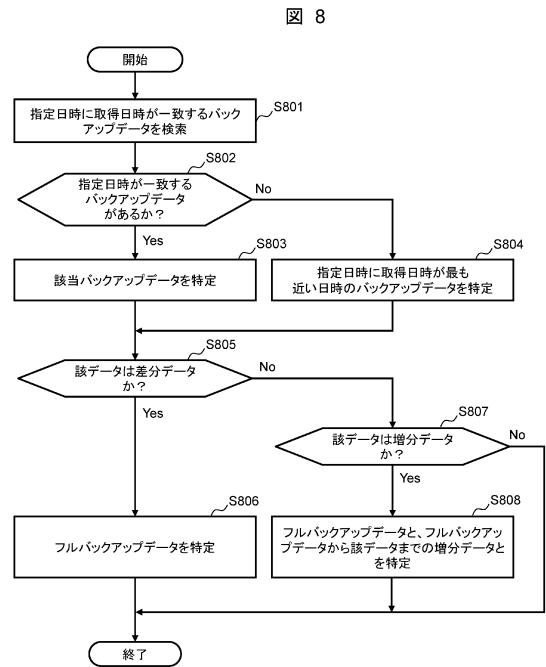 図 8
開始
指定日時に取得日時が一致するバック
アップデータを検索
S801
S802
指定日時が一致する
バックアップデータ
があるか？
No
Yes
S803
該当バックアップデータを特定
S804
指定日時に取得日時が最も
近い日時のバックアップデータを特定
S805
該データは差分データ
か？
No
Yes
S807
該データは増分データ
か？
No
Yes
S806
フルバックアップデータを特定
S808
フルバックアップデータと、フルバックアッ
プデータから該データまでの増分データと
を特定
終了